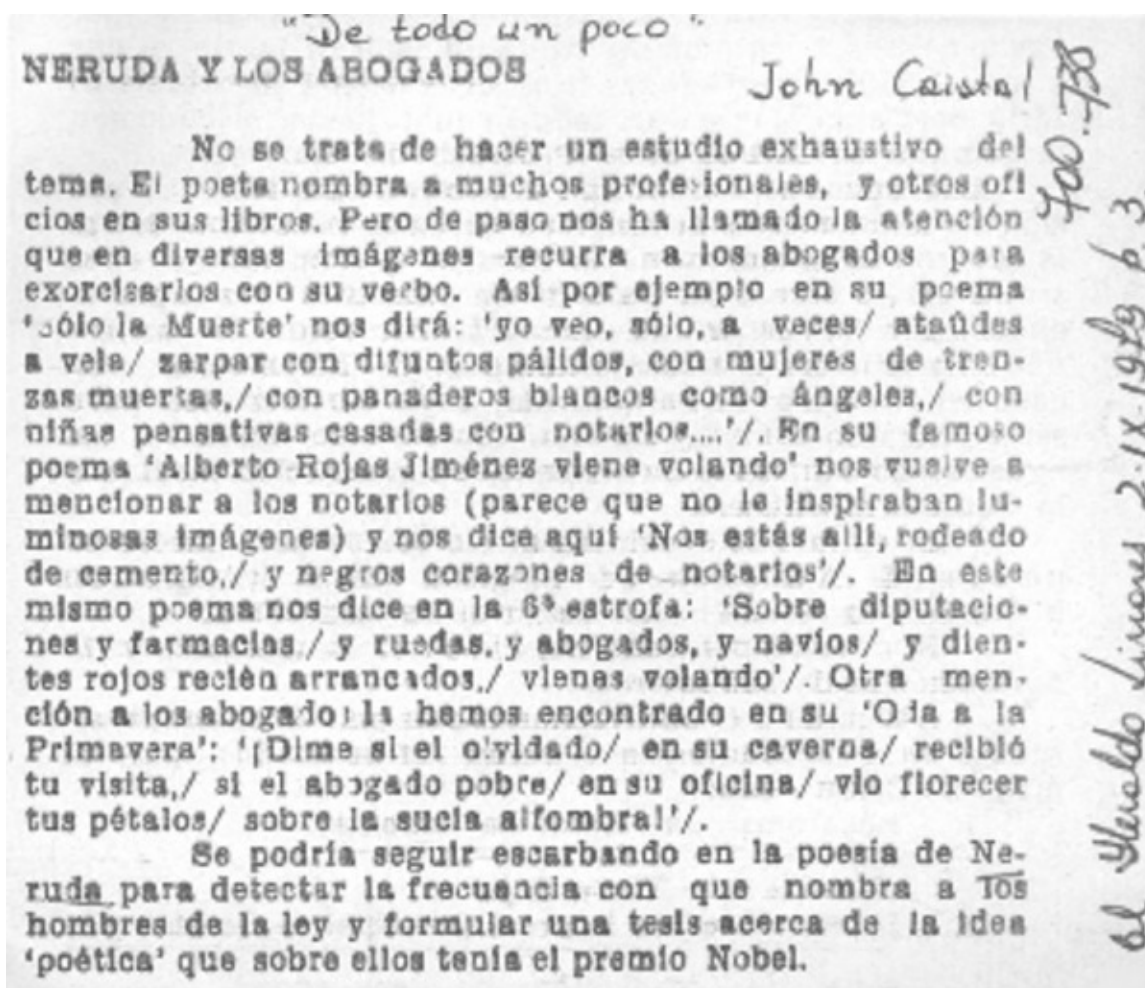 "De todo un poco"
NERUDA Y LOS ABOGADOS
John Caistal
No se trata de hacer un estudio exhaustivo del
tema. El poeta nombra a muchos profesionales, y otros ofi
cios en sus libros. Pero de paso nos ha llamado la atención
que en diversas imágenes recurra a los abogados para
exorcisarlos con su verbo. Asi por ejemplo en su poema
'sólo la Muerte' nos dirá: 'yo veo, sólo, a veces/ ataúdes
a vela/ zarpar con difuntos pálidos, con mujeres de tren-
zas muertas,/ con panaderos blancos como ángeles,/ con
niñas pensativas casadas con notarios....'/. En su famoso
poema 'Alberto Rojas Jiménez viene volando' nos vuelve a
mencionar a los notarios (parece que no le inspiraban lu-
minosas imágenes) y nos dice aquí 'Nos estás allí, rodeado
de cemento,/ y negros corazones de notarios'/. En este
mismo poema nos dice en la 6ª estrofa: 'Sobre diputacio-
nes y farmacias,/ y ruedas, y abogados, y navíos/ y dien-
tes rojos recién arrancados,/ vienes volando'/. Otra men-
ción a los abogados la hemos encontrado en su 'Oda a la
Primavera': '¡Dime si el olvidado/ en su caverna/ recibió
tu visita,/ si el abogado pobre/ en su oficina/ vio florecer
tus pétalos/ sobre la sucia alfombra!'/.
Se podría seguir escarbando en la poesía de Ne-
ruda para detectar la frecuencia con que nombra a los
hombres de la ley y formular una tesis acerca de la idea
'poética' que sobre ellos tenía el premio Nobel.
El Heraldo, Linares, 2-IX-1989 p. 3
700.738